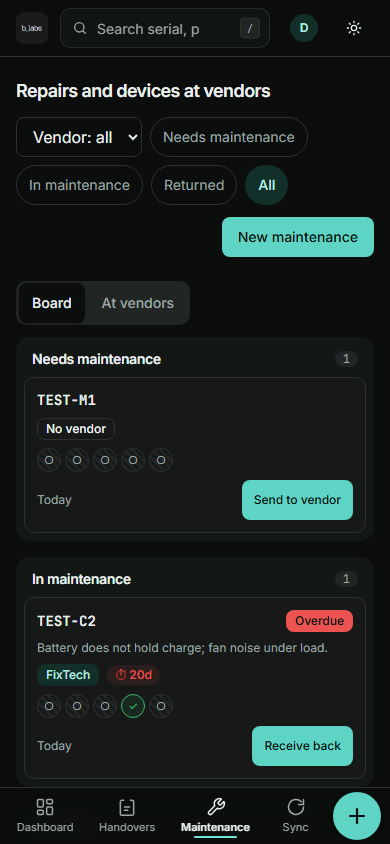 b_labs
Search serial, p
/
D
Repairs and devices at vendors
Vendor: all
Needs maintenance
In maintenance
Returned
All
New maintenance
Board
At vendors
Needs maintenance
1
TEST-M1
No vendor
Today
Send to vendor
In maintenance
1
TEST-C2
Overdue
Battery does not hold charge; fan noise under load.
FixTech
20d
Today
Receive back
Dashboard
Handovers
Maintenance
Sync